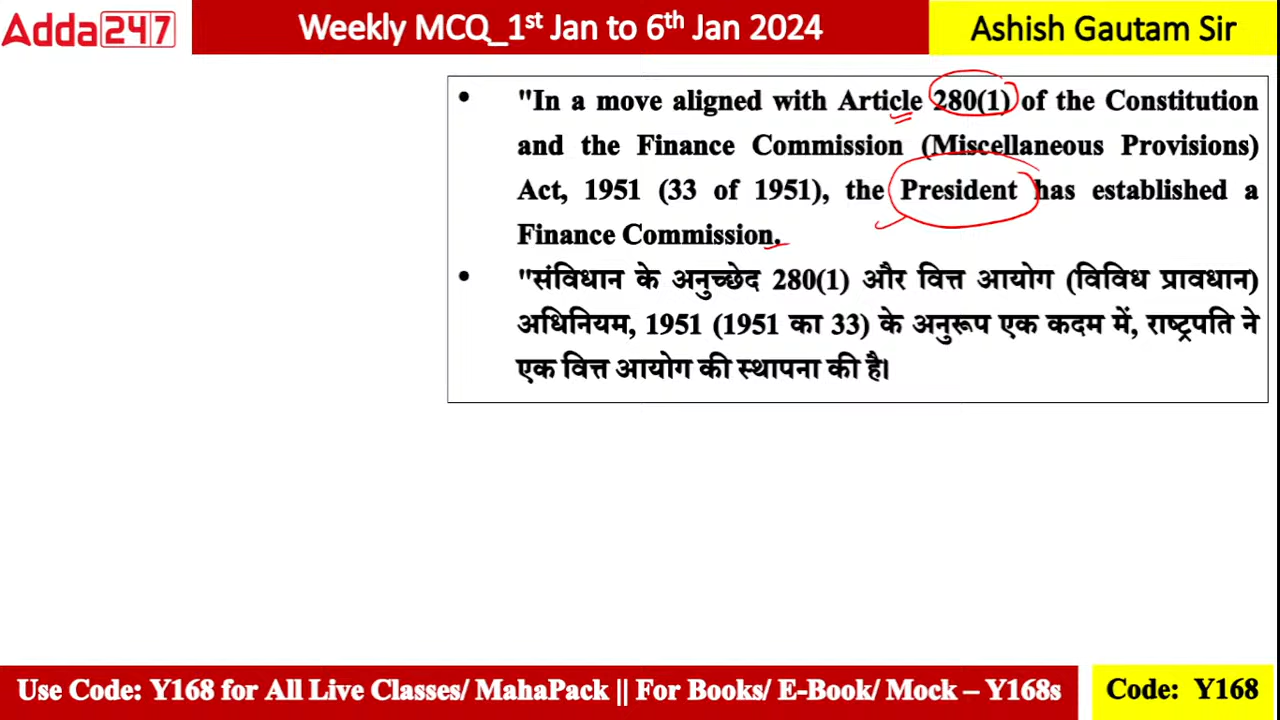 Adda247
Weekly MCQ_1st Jan to 6th Jan 2024
Ashish Gautam Sir
• "In a move aligned with Article 280(1) of the Constitution
and the Finance Commission (Miscellaneous Provisions)
Act, 1951 (33 of 1951), the President has established a
Finance Commission.
• "संविधान के अनुच्छेद 280(1) और वित्त आयोग (विविध प्रावधान)
अधिनियम, 1951 (1951 का 33) के अनुरूप एक कदम में, राष्ट्रपति ने
एक वित्त आयोग की स्थापना की है।
Use Code: Y168 for All Live Classes/ MahaPack || For Books/ E-Book/ Mock – Y168s
Code: Y168